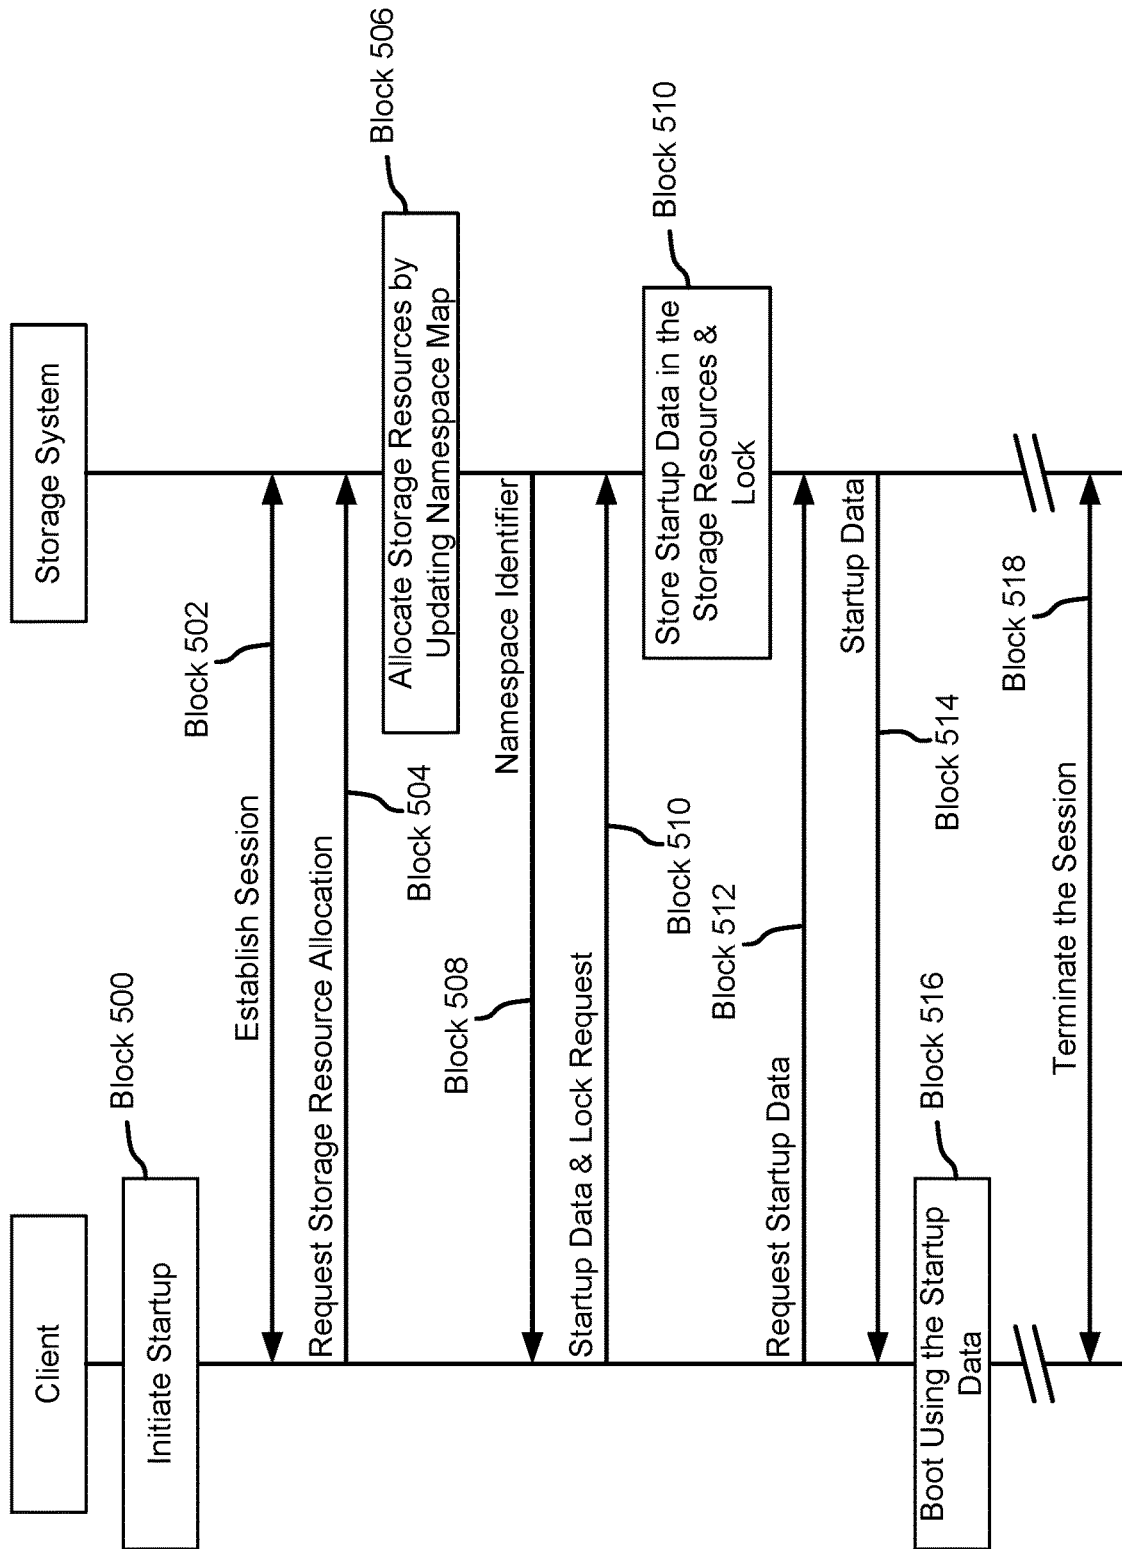 Client
Storage System
Initiate Startup
Block 500
Establish Session
Block 502
Request Storage Resource Allocation
Block 504
Allocate Storage Resources by
Updating Namespace Map
Block 506
Namespace Identifier
Block 508
Startup Data & Lock Request
Block 510
Store Startup Data in the
Storage Resources &
Lock
Block 510
Request Startup Data
Block 512
Startup Data
Block 514
Boot Using the Startup
Data
Block 516
Terminate the Session
Block 518